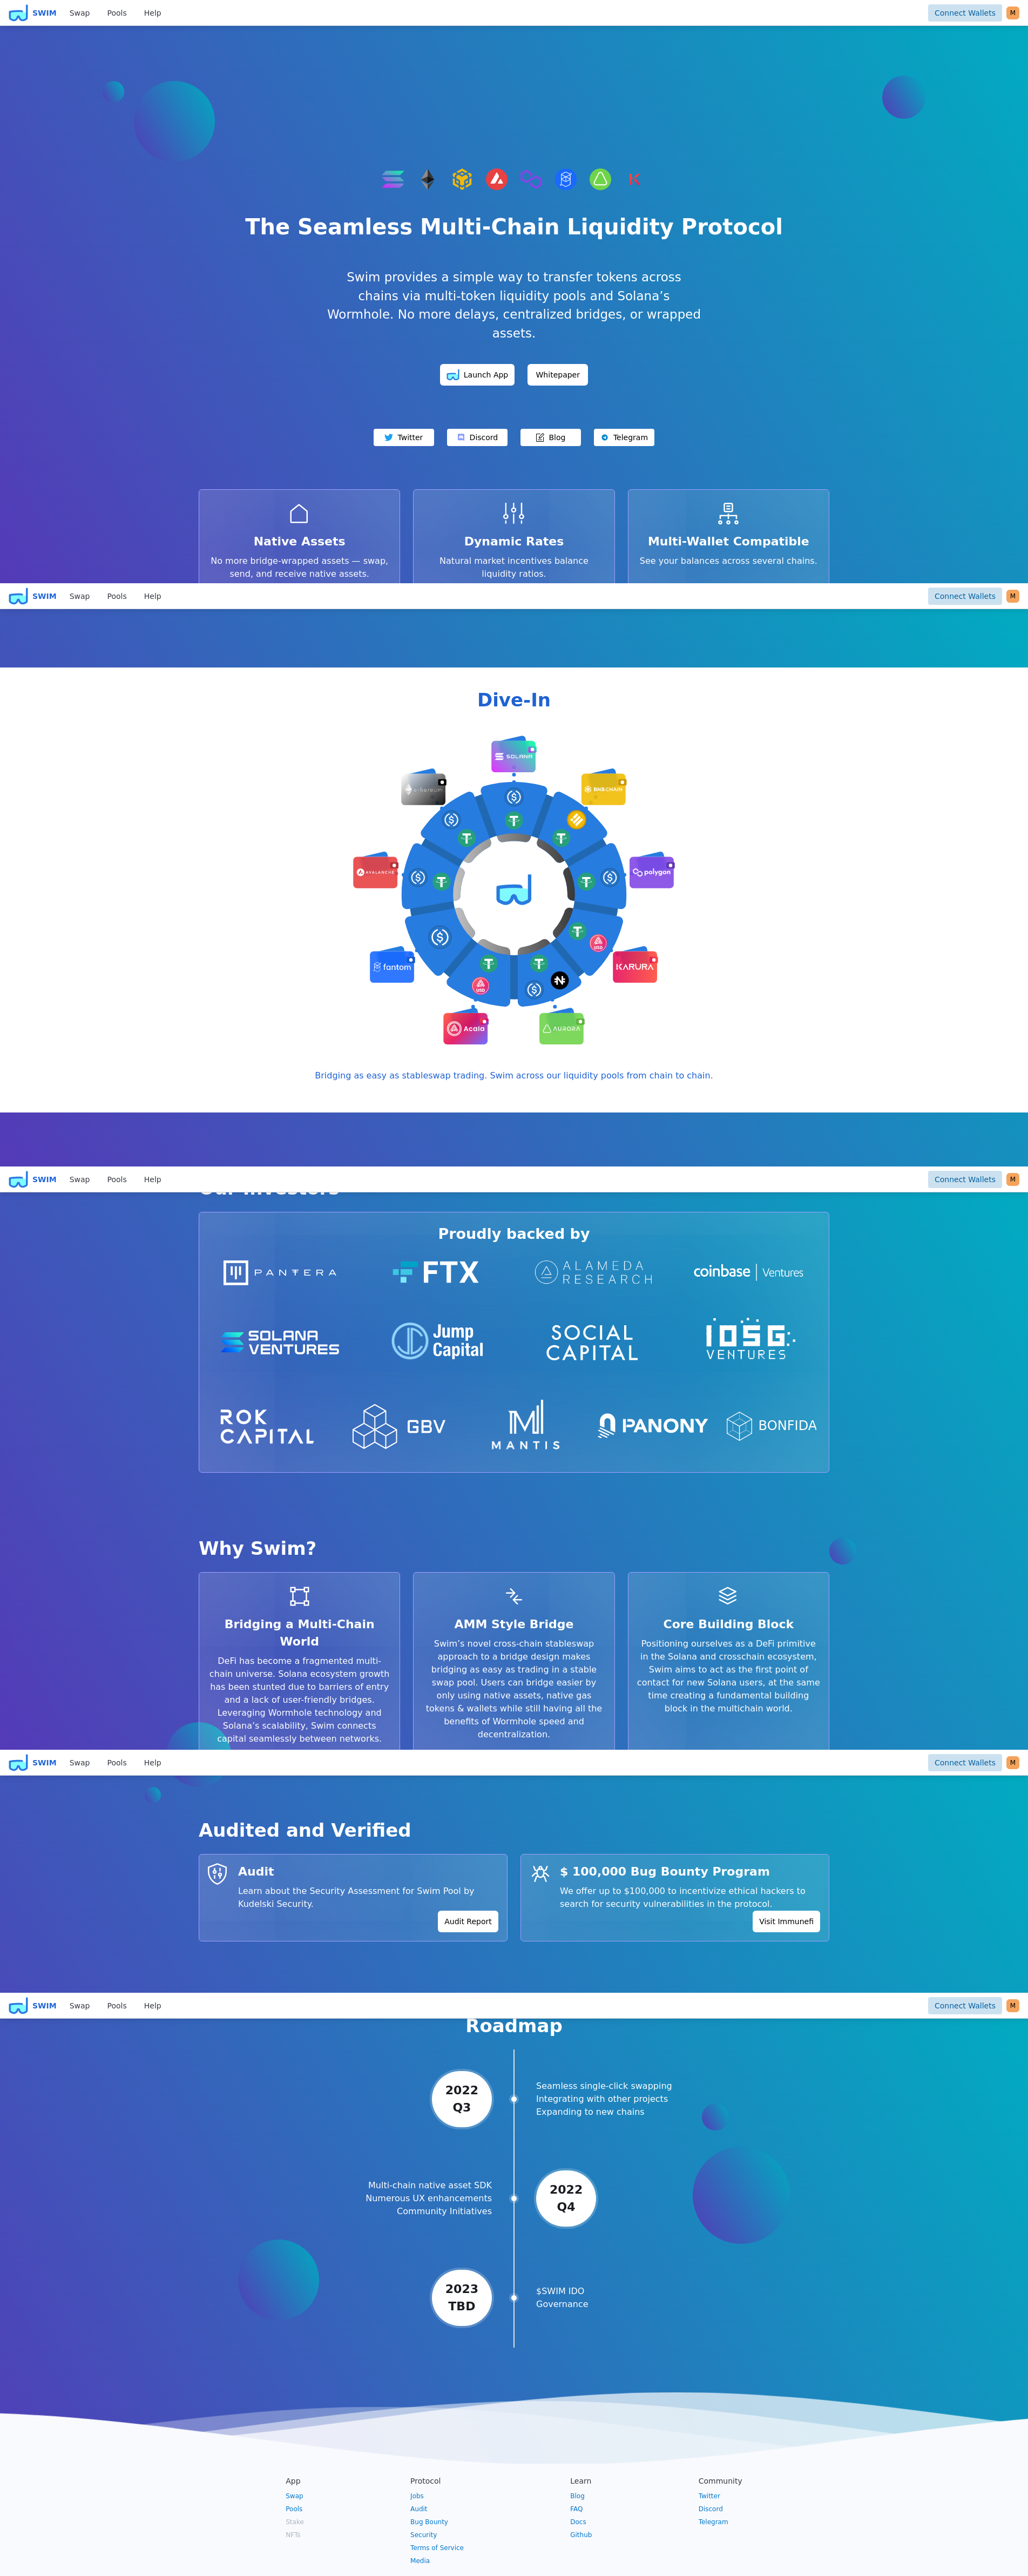 SWIM Swap Pools Help Connect Wallets M
The Seamless Multi-Chain Liquidity Protocol
Swim provides a simple way to transfer tokens across
chains via multi-token liquidity pools and Solana’s
Wormhole. No more delays, centralized bridges, or wrapped
assets.
Launch App Whitepaper
Twitter Discord Blog Telegram
Native Assets
No more bridge-wrapped assets — swap,
send, and receive native assets.
Dynamic Rates
Natural market incentives balance
liquidity ratios.
Multi-Wallet Compatible
See your balances across several chains.
SWIM Swap Pools Help Connect Wallets M
Dive-In
SOLANA
ethereum
BNB CHAIN
AVALANCHE
polygon
fantom
USD
KARURA
USD
Acala
AURORA
Bridging as easy as stableswap trading. Swim across our liquidity pools from chain to chain.
SWIM Swap Pools Help Connect Wallets M
Our Investors
Proudly backed by
PANTERA
FTX
ALAMEDA
RESEARCH
coinbase | Ventures
SOLANA
VENTURES
Jump
Capital
SOCIAL
CAPITAL
IOSG
VENTURES
ROK
CAPITAL
GBV
MANTIS
PANONY
BONFIDA
Why Swim?
Bridging a Multi-Chain
World
DeFi has become a fragmented multi-
chain universe. Solana ecosystem growth
has been stunted due to barriers of entry
and a lack of user-friendly bridges.
Leveraging Wormhole technology and
Solana’s scalability, Swim connects
capital seamlessly between networks.
AMM Style Bridge
Swim’s novel cross-chain stableswap
approach to a bridge design makes
bridging as easy as trading in a stable
swap pool. Users can bridge easier by
only using native assets, native gas
tokens & wallets while still having all the
benefits of Wormhole speed and
decentralization.
Core Building Block
Positioning ourselves as a DeFi primitive
in the Solana and crosschain ecosystem,
Swim aims to act as the first point of
contact for new Solana users, at the same
time creating a fundamental building
block in the multichain world.
SWIM Swap Pools Help Connect Wallets M
Audited and Verified
Audit
Learn about the Security Assessment for Swim Pool by
Kudelski Security.
Audit Report
$ 100,000 Bug Bounty Program
We offer up to $100,000 to incentivize ethical hackers to
search for security vulnerabilities in the protocol.
Visit Immunefi
SWIM Swap Pools Help Connect Wallets M
Roadmap
2022
Q3
Seamless single-click swapping
Integrating with other projects
Expanding to new chains
Multi-chain native asset SDK
Numerous UX enhancements
Community Initiatives
2022
Q4
2023
TBD
$SWIM IDO
Governance
App
Swap
Pools
Stake
NFTs
Protocol
Jobs
Audit
Bug Bounty
Security
Terms of Service
Media
Learn
Blog
FAQ
Docs
Github
Community
Twitter
Discord
Telegram